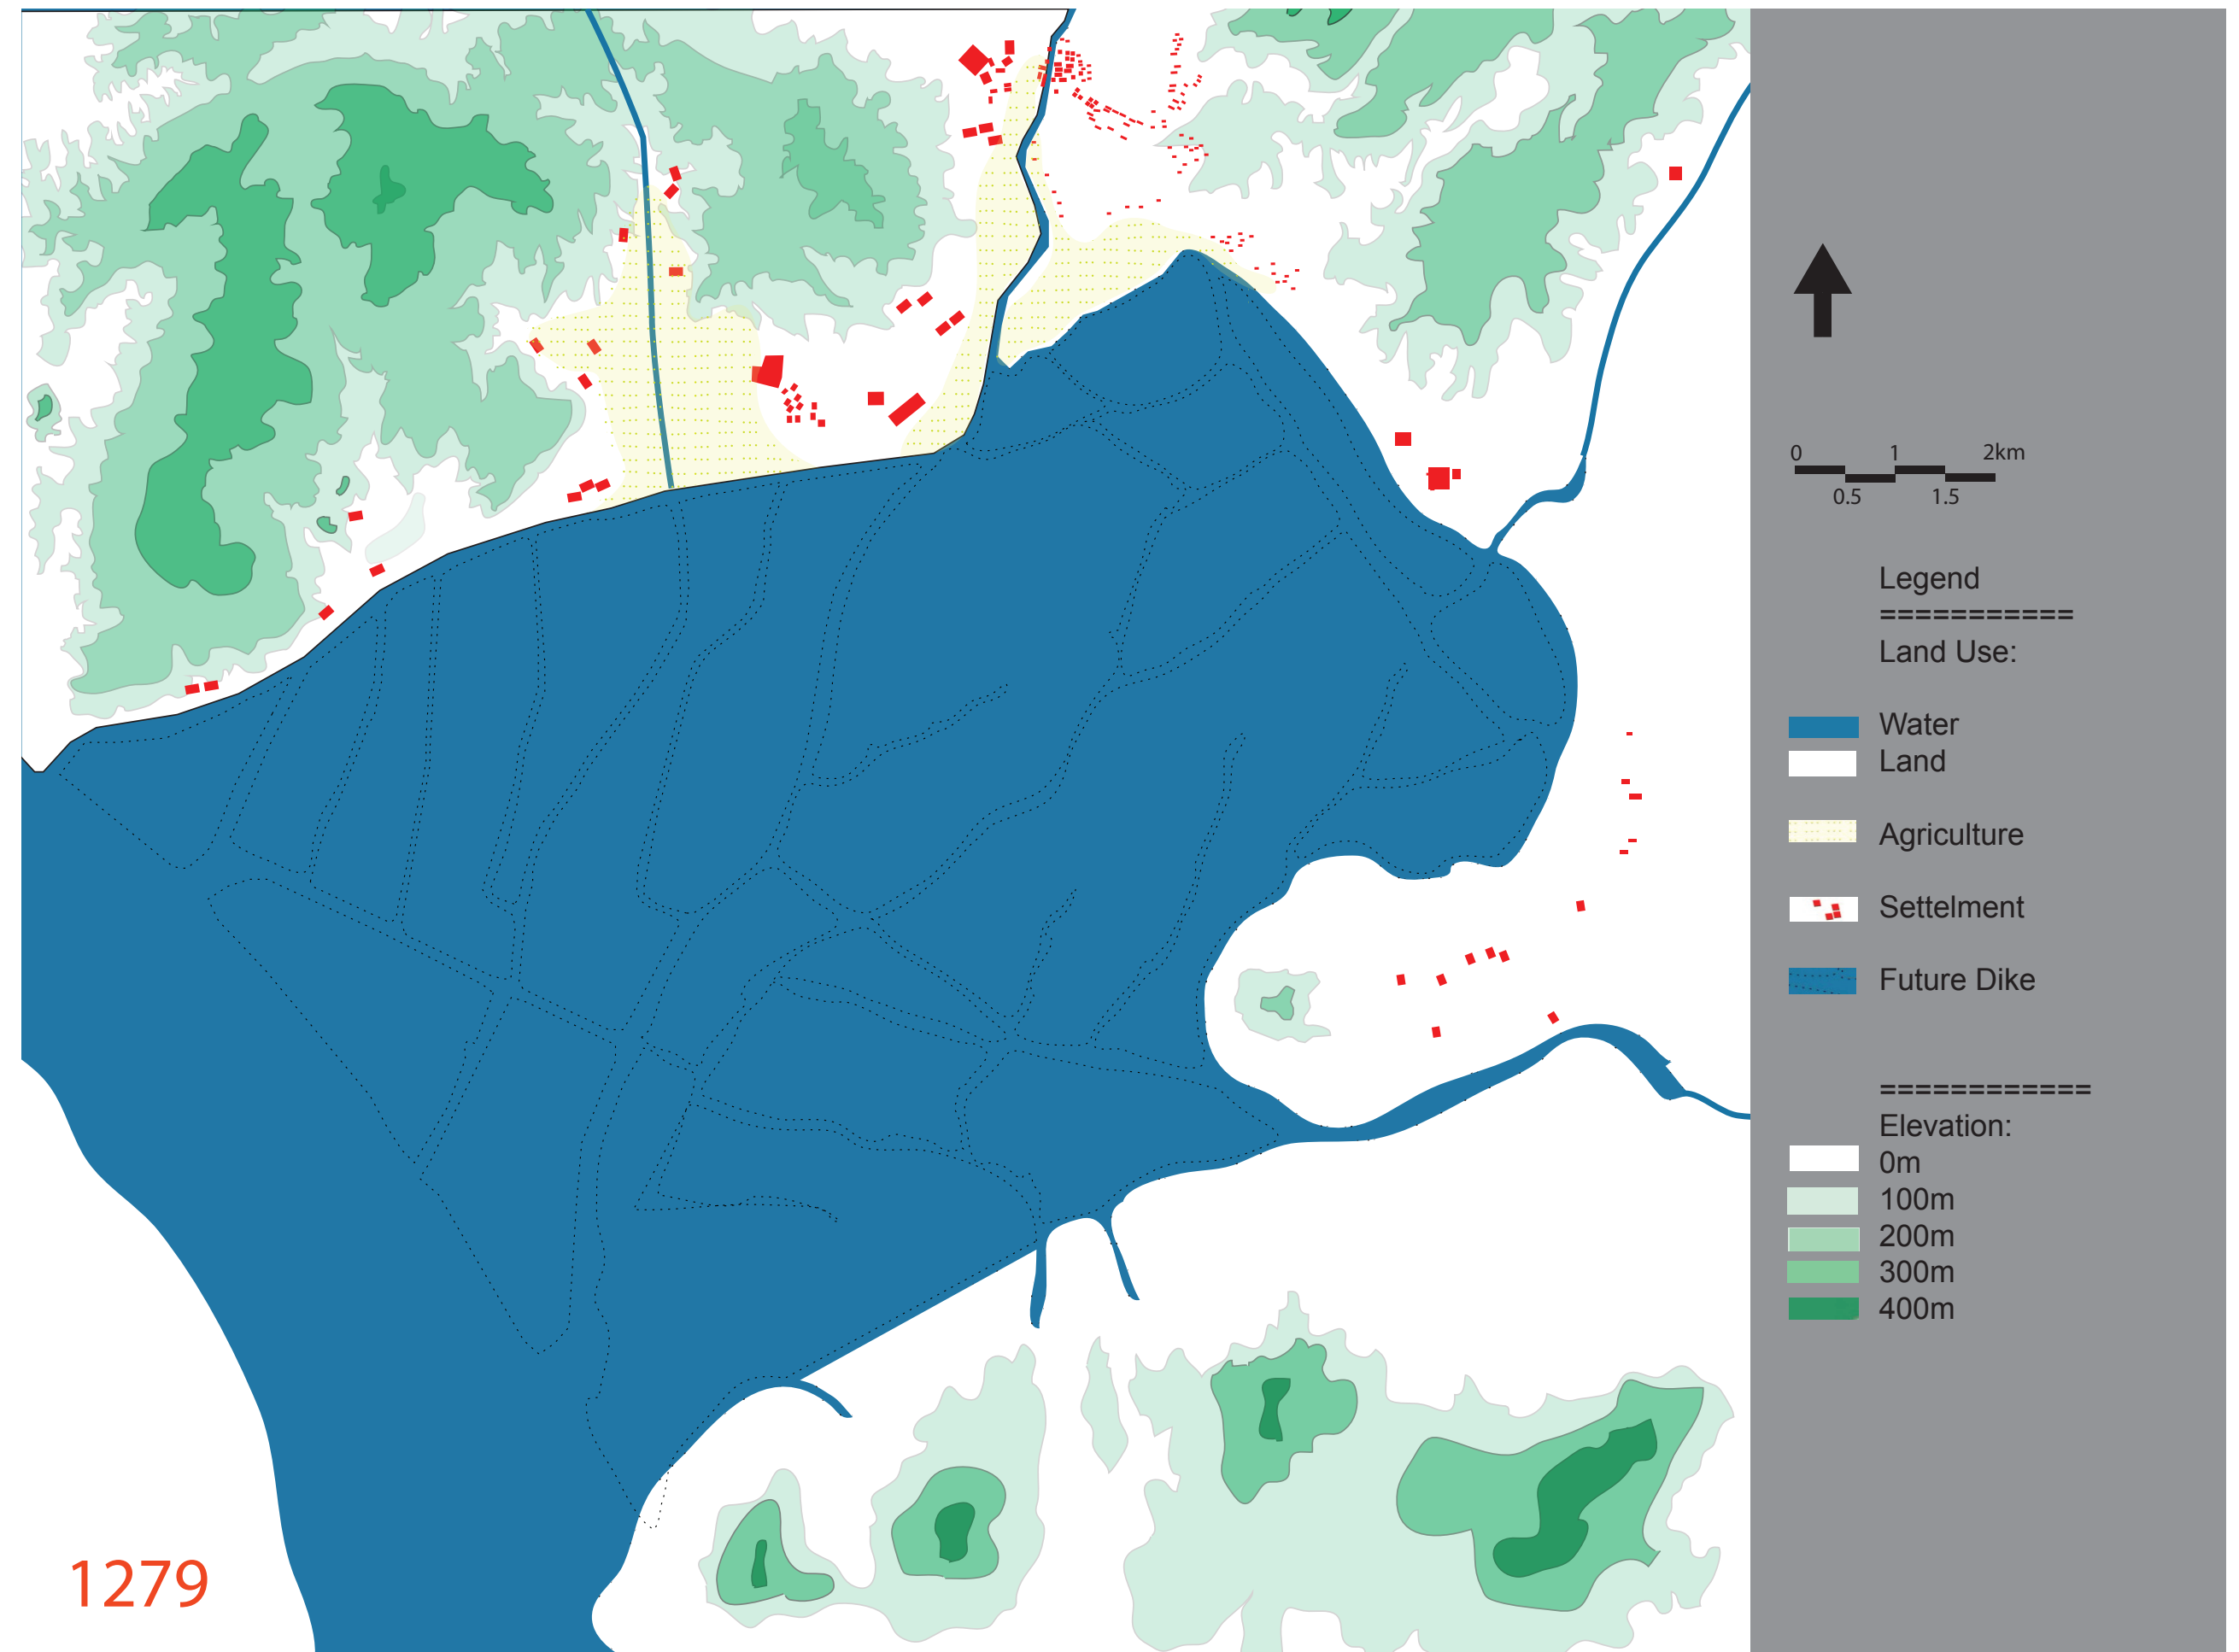 0 1 2km
0.5 1.5
Legend
===========
Land Use:
Water
Land
Agriculture
Settelment
Future Dike
============
Elevation:
0m
100m
200m
300m
400m
1279